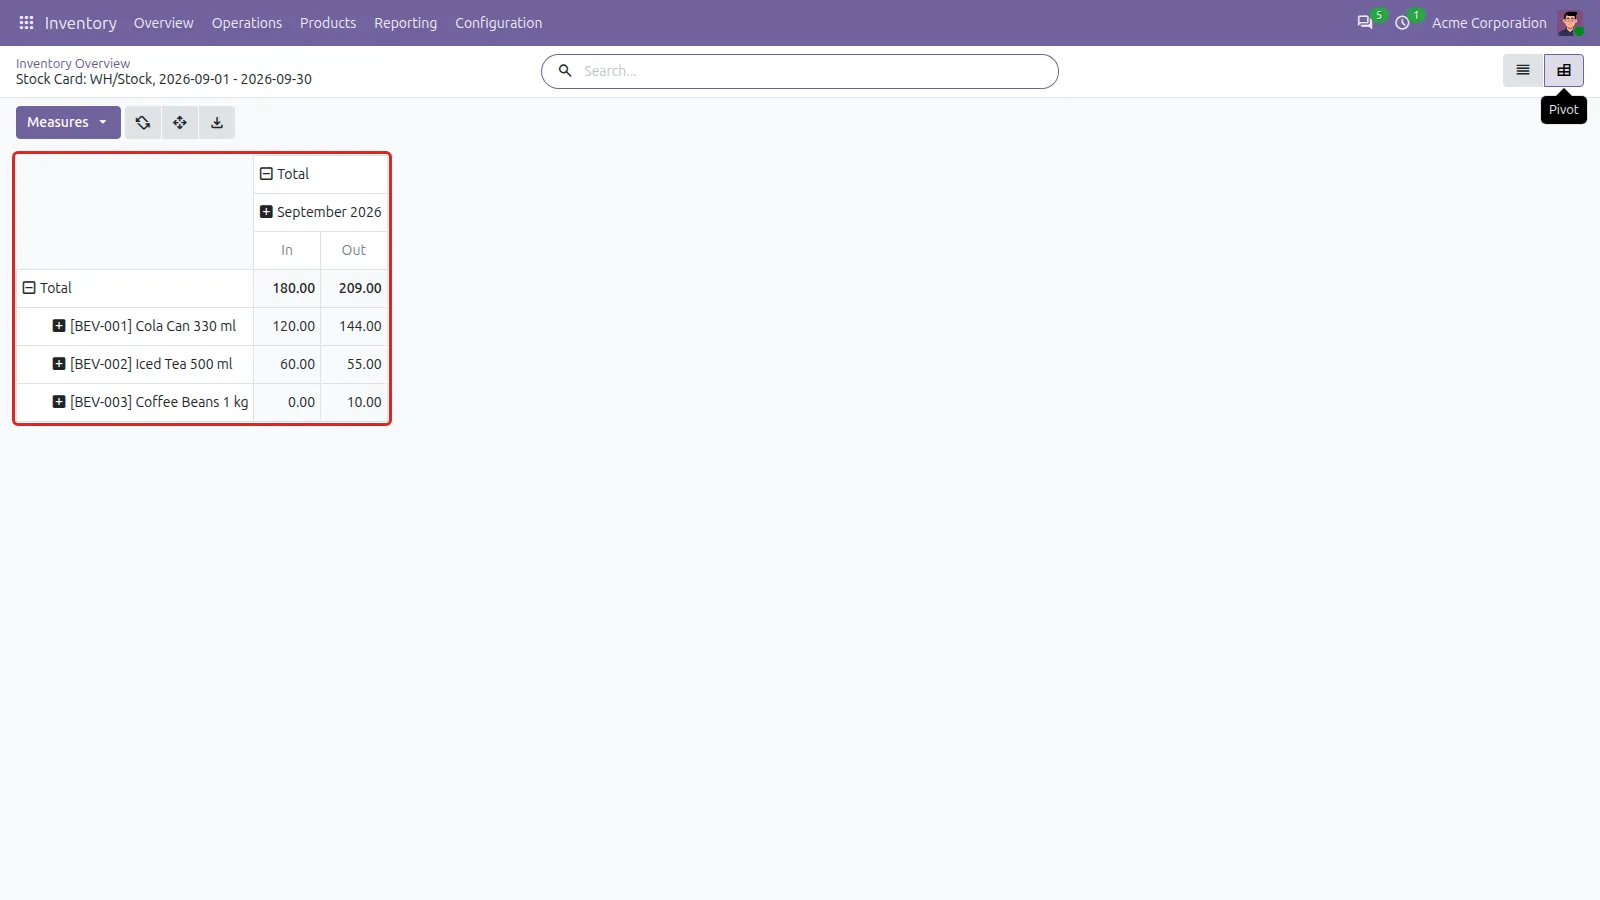 Inventory Overview Operations Products Reporting Configuration 5 1 Acme Corporation
Inventory Overview
Stock Card: WH/Stock, 2026-09-01 - 2026-09-30
Search...
Pivot
Measures
Total
September 2026
In Out
Total 180.00 209.00
[BEV-001] Cola Can 330 ml 120.00 144.00
[BEV-002] Iced Tea 500 ml 60.00 55.00
[BEV-003] Coffee Beans 1 kg 0.00 10.00